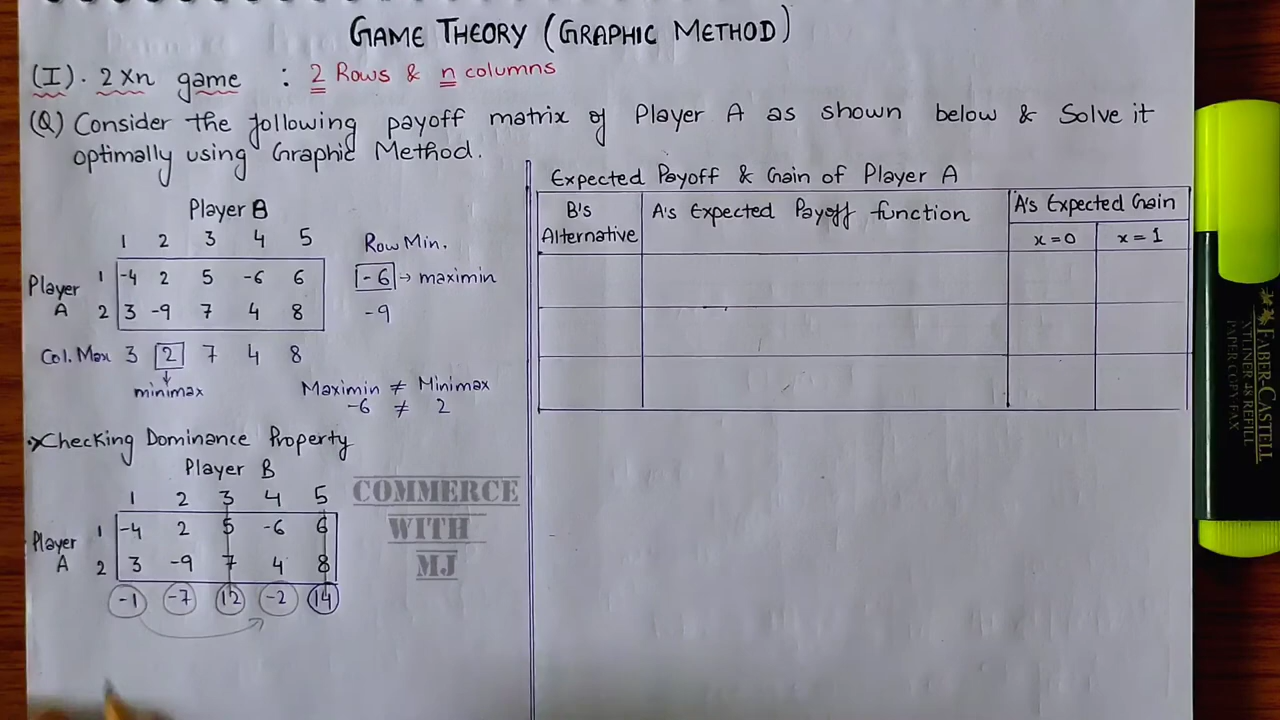 GAME THEORY (GRAPHIC METHOD)
(I). 2xn game : 2 Rows & n columns
(Q) Consider the following payoff matrix of Player A as shown below & Solve it
optimally using Graphic Method.
Player B
1 2 3 4 5 Row Min.
Player A
1 -4 2 5 -6 6 -6 → maximin
2 3 -9 7 4 8 -9
Col. Max 3 2 7 4 8
minimax
Maximin ≠ Minimax
-6 ≠ 2
Checking Dominance Property
Player B
1 2 3 4 5
Player A
1 -4 2 5 -6 6
2 3 -9 7 4 8
-1 -7 12 -2 14
Expected Payoff & Gain of Player A
B's Alternative
A's Expected Payoff function
A's Expected Gain
x=0 x=1
COMMERCE
WITH
MJ
FABER-CASTELL